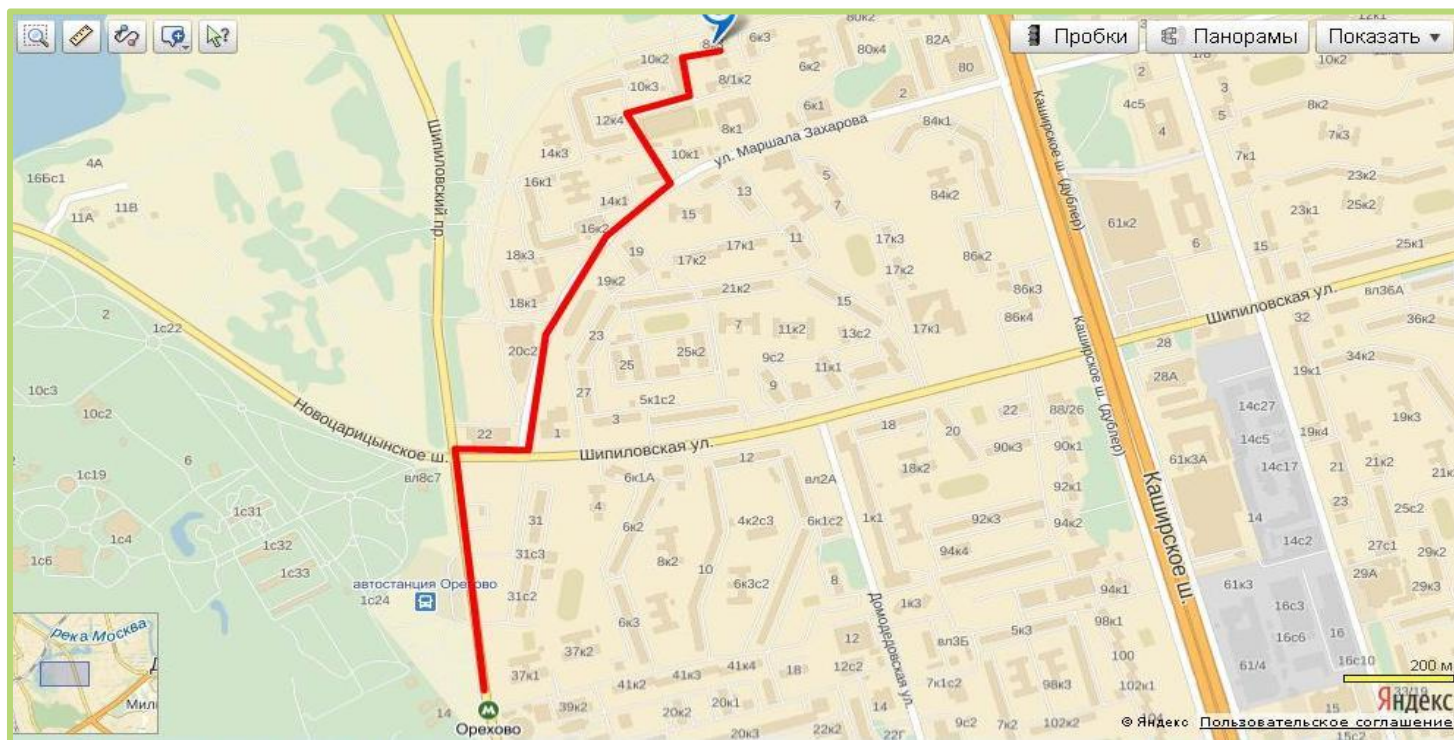 Пробки
Панорамы
Показать
80к2
12к1
8к2
6к3
82А
80к4
80
10к2
6к2
10к3
8/1к2
2
4с5
3
10к2
8к2
4
5
7к3
12к4
6к1
8к1
84к1
ул. Маршала Захарова
Каширское ш. (дублер)
Шипиловский пр.
4А
16Бс1
11А
11В
14к3
10к1
16к1
7к1
23к2
14к1
13
5
7
84к2
25к2
23к1
15
16к2
61к2
6
15
25к1
18к3
19
17к1
11
17к3
17к2
86к2
17к2
19к2
18к1
21к2
15
86к3
86к4
вл36А
Шипиловская ул.
2
1с22
23
7
11к2
13с2
17к1
Каширское ш. (дублер)
32
36к2
20с2
25
25к2
9с2
11к1
28
34к2
28А
19к1
10с3
10с2
27
9
5к1с2
Новоцарицынское ш.
22
1
3
Шипиловская ул.
18
20
22
88/26
14с27
19к3
19к4
14с5
90к3
90к1
6
1с19
вл8с7
12
18к2
61к3А
14с17
21
21к2
6к1А
вл2А
92к1
23
1с31
4
31
6к2
4к2с3
6к1с2
1к1
92к3
94к2
Каширское ш.
14
25с2
1с4
1с6
1с32
31с3
94к4
14с2
27с1
29к2
8к2
10
6к3с2
8
1с33
автостанция Орехово
1с24
31с2
29А
29к3
94к1
61к3
16с3
6к3
1к3
98к1
река Москва
Домодедовская ул.
вл3Б
5к3
12
16с6
16
37к2
100
41к4
18
12с2
61/4
16с10
200 м
37к1
41к3
41к2
7к1с2
98к3
102к1
14
39к2
20к1
20к2
14
15
Орехово
20к3
22к2
22Г
9с2
7к2
102к2
15с2
Яндекс
© Яндекс Пользовательское соглашение